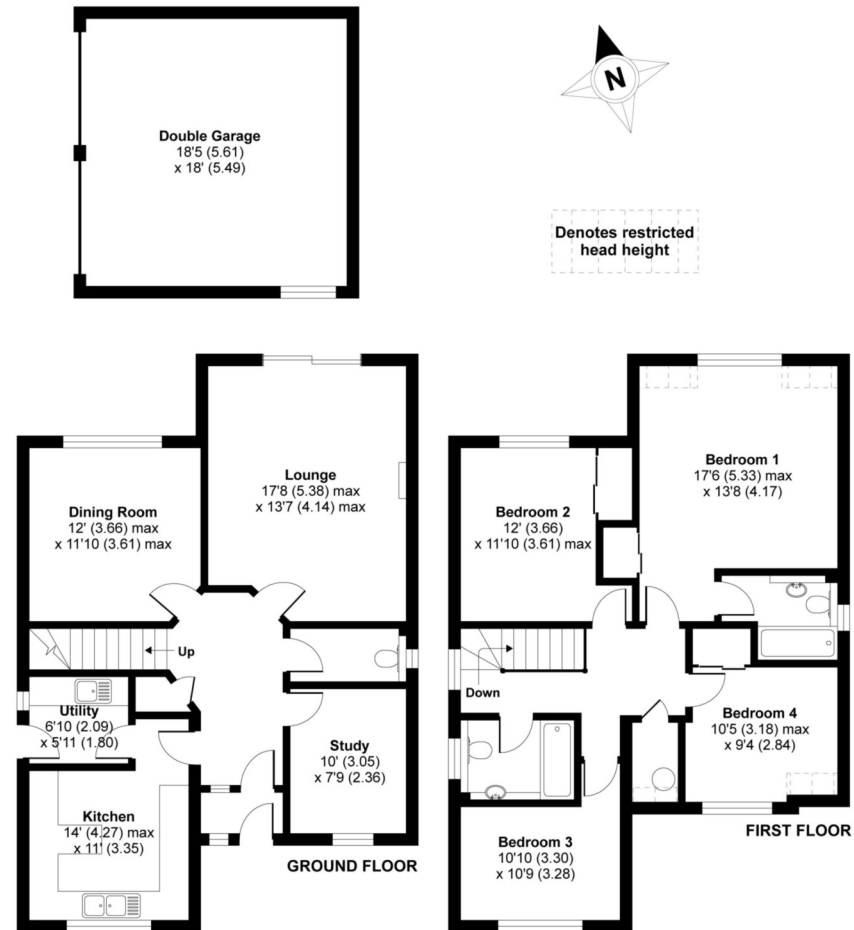 Double Garage
18'5 (5.61)
x 18' (5.49)
N
Denotes restricted
head height
Lounge
17'8 (5.38) max
x 13'7 (4.14) max
Dining Room
12' (3.66) max
x 11'10 (3.61) max
Up
Utility
6'10 (2.09)
x 5'11 (1.80)
Study
10' (3.05)
x 7'9 (2.36)
Kitchen
14' (4.27) max
x 11' (3.35)
GROUND FLOOR
Bedroom 1
17'6 (5.33) max
x 13'8 (4.17)
Bedroom 2
12' (3.66)
x 11'10 (3.61) max
Down
Bedroom 4
10'5 (3.18) max
x 9'4 (2.84)
Bedroom 3
10'10 (3.30)
x 10'9 (3.28)
FIRST FLOOR